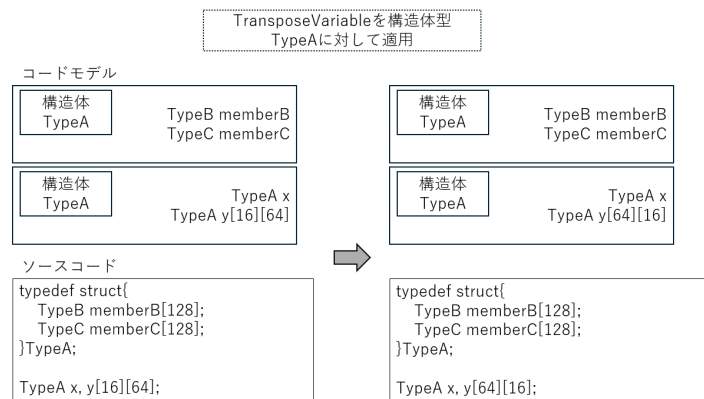 TransposeVariableを構造体型
TypeAに対して適用
コードモデル
構造体
TypeA
TypeB memberB
TypeC memberC
構造体
TypeA
TypeA x
TypeA y[16][64]
ソースコード
typedef struct{
TypeB memberB[128];
TypeC memberC[128];
}TypeA;
TypeA x, y[16][64];
構造体
TypeA
TypeB memberB
TypeC memberC
構造体
TypeA
TypeA x
TypeA y[64][16]
typedef struct{
TypeB memberB[128];
TypeC memberC[128];
}TypeA;
TypeA x, y[64][16];